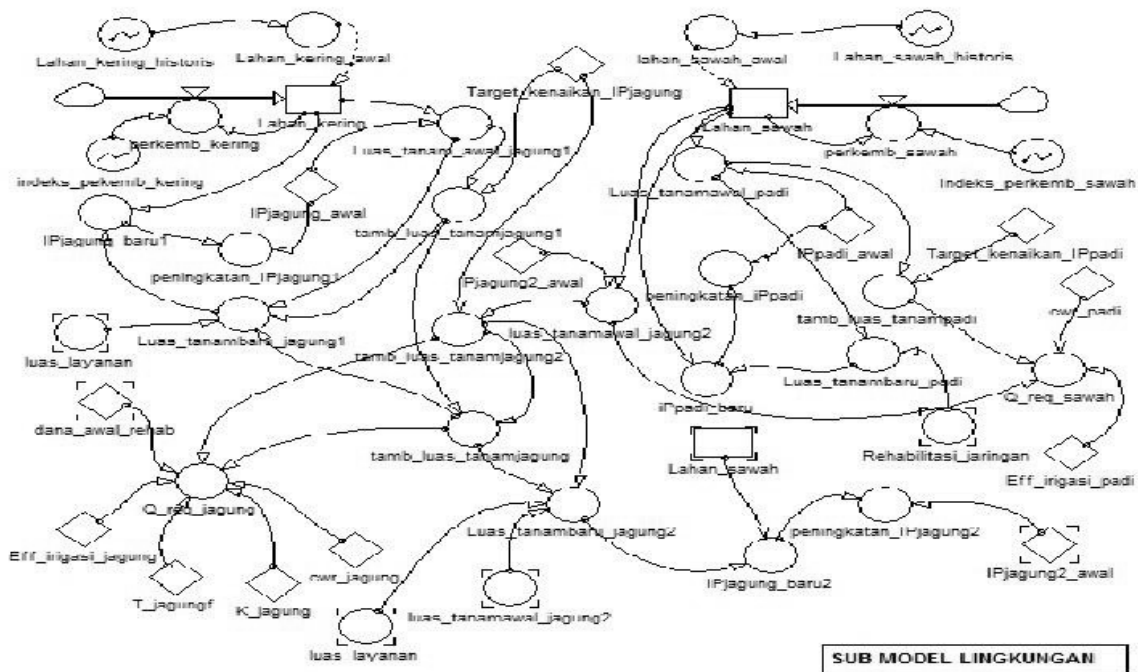 Lahan_kering_historis
Lahan_kering_awal
lahan_sawah_awal
Lahan_sawah_historis
Target_kenaikan_IPjagung
Lahan_kering
Lahan_sawah
perkemb_kering
Luas_tanam_awal_jagung1
perkemb_sawah
indeks_pekemb_kering
Luas_tanamawal_padi
Indeks_perkemb_sawah
IPjagung_awal
IPjagung_baru1
tamb_luas_tanamjagung1
IPpadi_awal
Target_kenaikan_IPpadi
peningkatan_IPjagung1
IPjagung2_awal
peningkatan_iPpadi
cwr_padi
tamb_luas_tanampadi
luas_tanamawal_jagung2
Luas_tanambaru_jagung1
luas_layanan
tamb_luas_tanamjagung2
Luas_tanambaru_padi
iPpadi_baru
Q_req_sawah
dana_awal_rehab
tamb_luas_tanamjagung
Rehabilitasi_jaringan
Lahan_sawah
Eff_irigasi_padi
Q_req_jagung
Luas_tanambaru_jagung2
peningkatan_IPjagung2
Eff_irigasi_jagung
cwr_jagung
IPjagung_baru2
IPjagung2_awal
T_jagungf
K_jagung
luas_tanamawal_jagung2
luas_layanan
SUB MODEL LINGKUNGAN